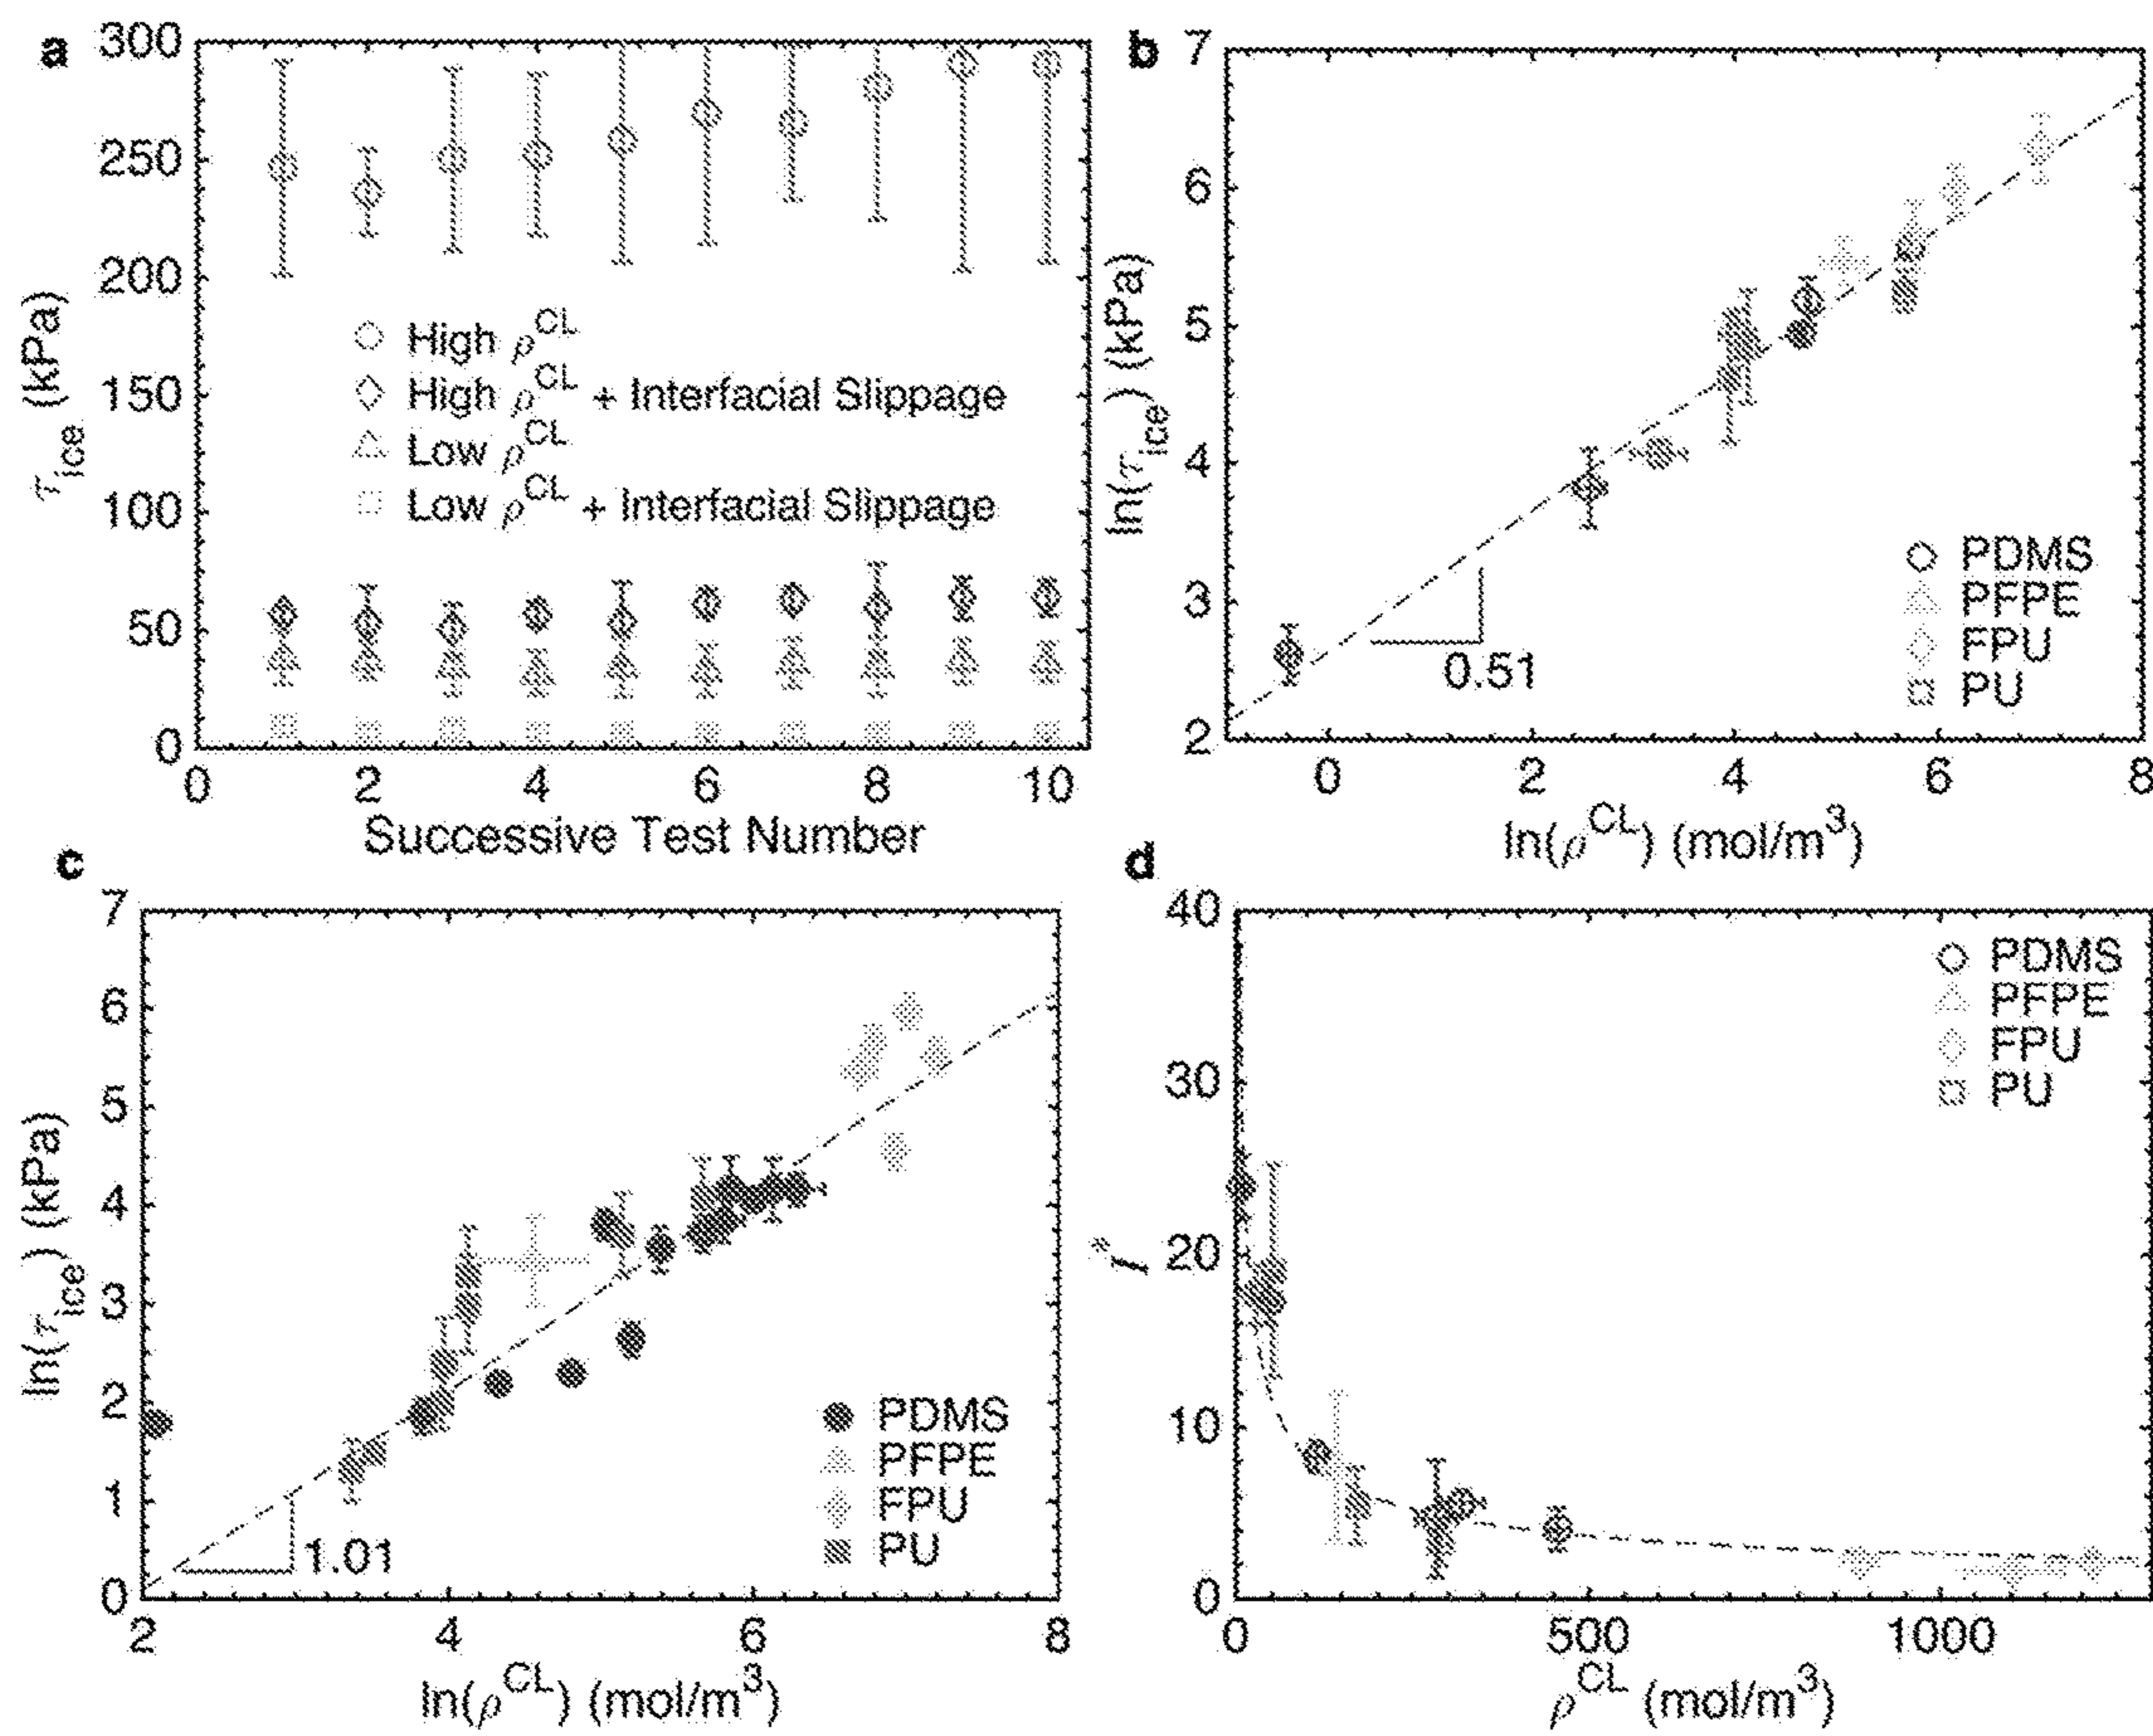 a
300
250
200
150
100
50
0
τice (kPa)
High ρCL
High ρCL + Interfacial Slippage
Low ρCL
Low ρCL + Interfacial Slippage
0 2 4 6 8 10
Successive Test Number
b
7
6
5
4
3
2
ln(τice) (kPa)
PDMS
PFPE
FPU
PU
0.51
0 2 4 6 8
ln(ρCL) (mol/m3)
c
7
6
5
4
3
2
1
0
ln(τice) (kPa)
PDMS
PFPE
FPU
PU
1.01
2 4 6 8
ln(ρCL) (mol/m3)
d
40
30
20
10
0
PDMS
PFPE
FPU
PU
0 500 1000
ρCL (mol/m3)